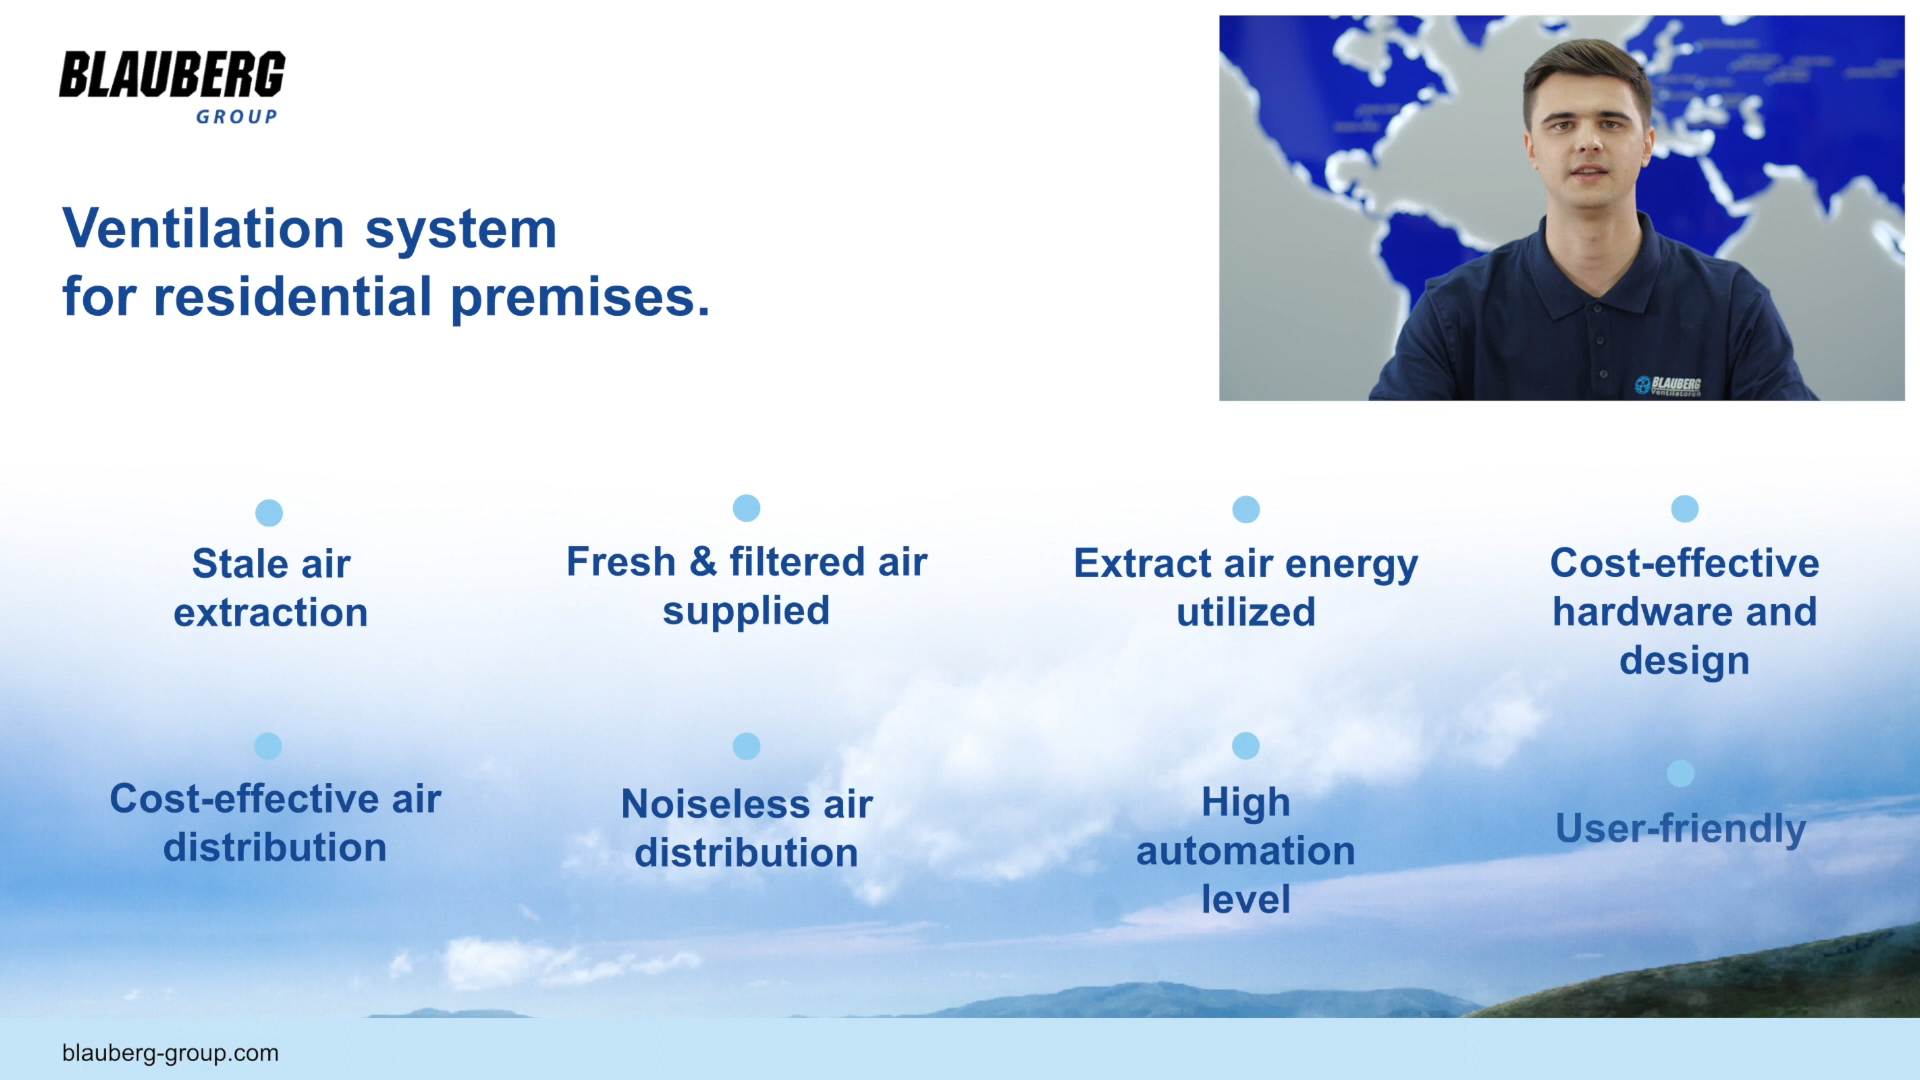 BLAUBERG
GROUP
Ventilation system
for residential premises.
BLAUBERG
Ventilatoren
Stale air
extraction
Fresh & filtered air
supplied
Extract air energy
utilized
Cost-effective
hardware and
design
Cost-effective air
distribution
Noiseless air
distribution
High
automation
level
User-friendly
blauberg-group.com